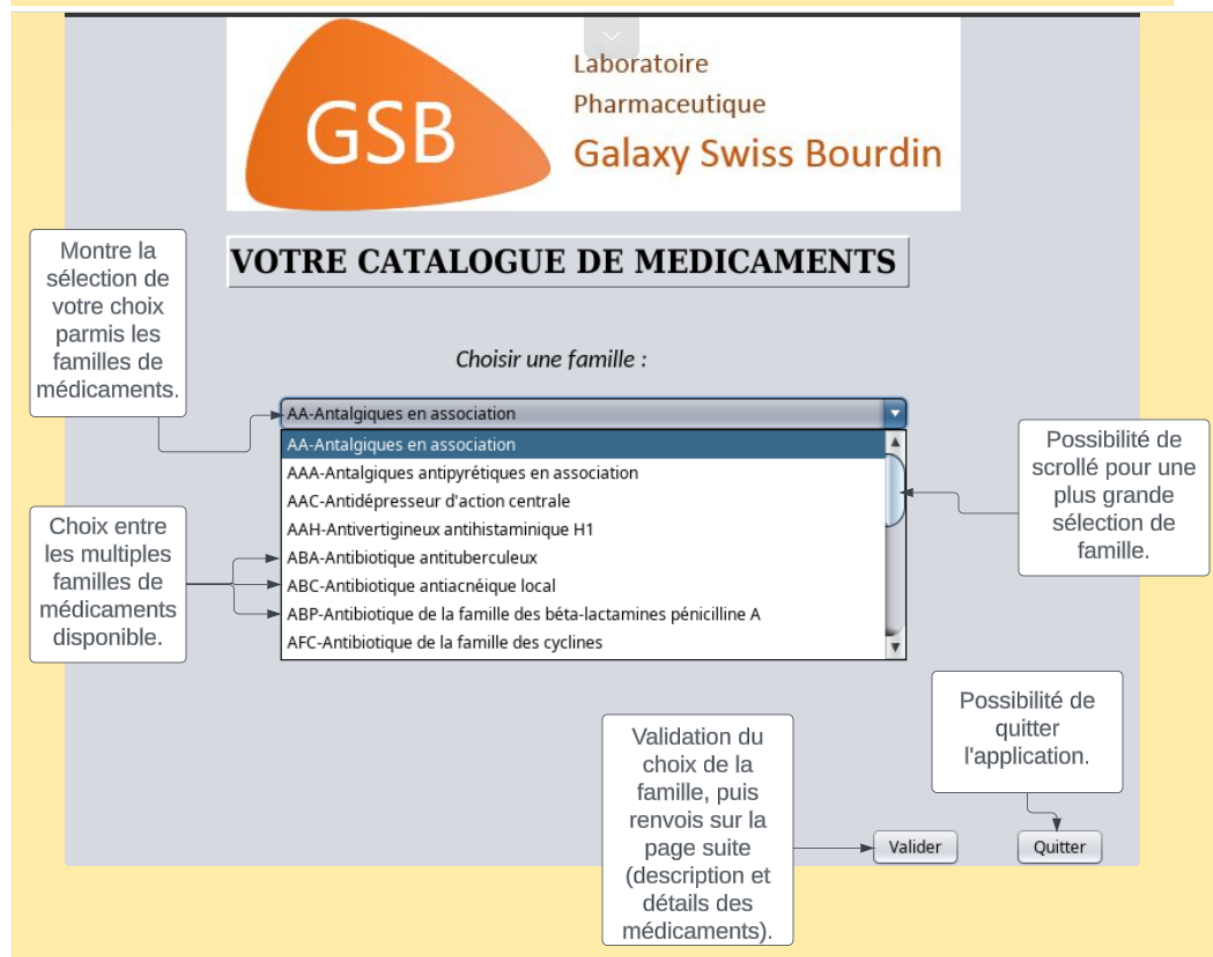 GSB
Laboratoire
Pharmaceutique
Galaxy Swiss Bourdin
VOTRE CATALOGUE DE MEDICAMENTS
Montre la
sélection de
votre choix
parmis les
familles de
médicaments.
Choisir une famille :
AA-Antalgiques en association
AA-Antalgiques en association
AAA-Antalgiques antipyrétiques en association
AAC-Antidépresseur d'action centrale
AAH-Antivertigineux antihistaminique H1
ABA-Antibiotique antituberculeux
ABC-Antibiotique antiacnéique local
ABP-Antibiotique de la famille des béta-lactamines pénicilline A
AFC-Antibiotique de la famille des cyclines
Possibilité de
scrollé pour une
plus grande
sélection de
famille.
Choix entre
les multiples
familles de
médicaments
disponible.
Validation du
choix de la
famille, puis
renvois sur la
page suite
(description et
détails des
médicaments).
Possibilité de
quitter
l'application.
Valider
Quitter